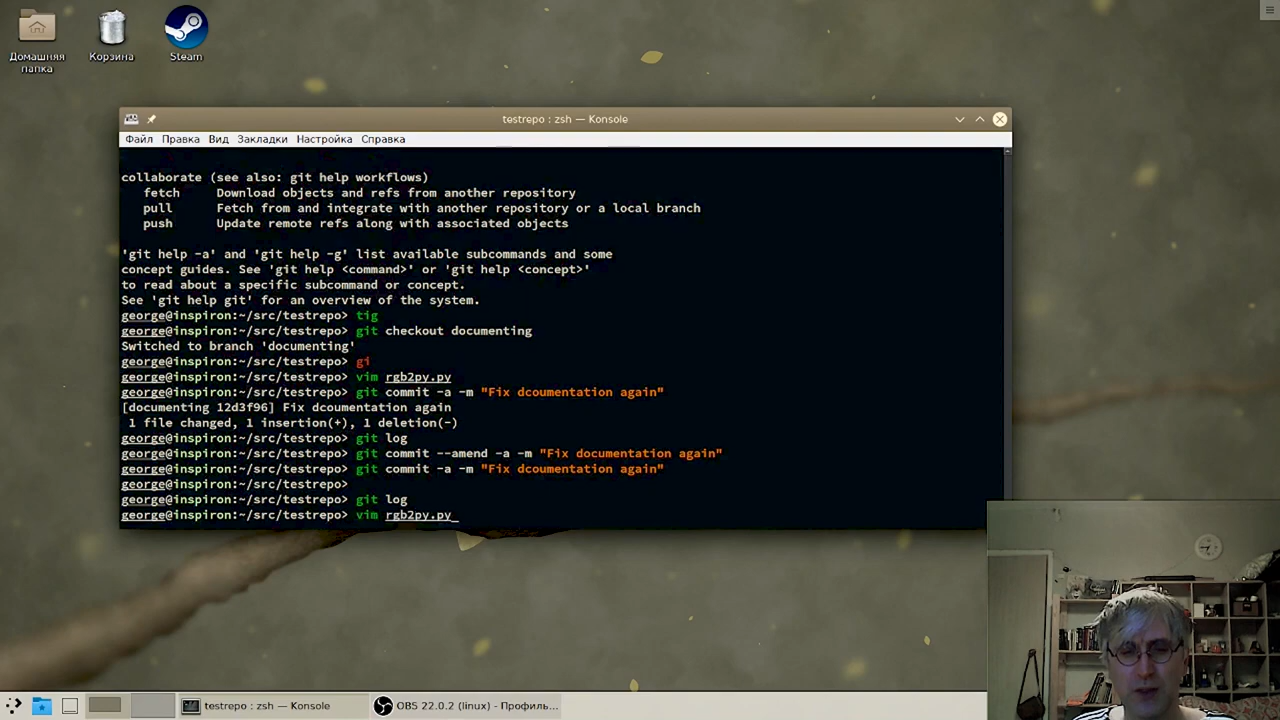 Домашняя
папка
Корзина
Steam
testrepo : zsh — Konsole
Файл Правка Вид Закладки Настройка Справка
collaborate (see also: git help workflows)
fetch Download objects and refs from another repository
pull Fetch from and integrate with another repository or a local branch
push Update remote refs along with associated objects
'git help -a' and 'git help -g' list available subcommands and some
concept guides. See 'git help <command>' or 'git help <concept>'
to read about a specific subcommand or concept.
See 'git help git' for an overview of the system.
george@inspiron:~/src/testrepo> tig
george@inspiron:~/src/testrepo> git checkout documenting
Switched to branch 'documenting'
george@inspiron:~/src/testrepo> gi
george@inspiron:~/src/testrepo> vim rgb2py.py
george@inspiron:~/src/testrepo> git commit -a -m "Fix dcoumentation again"
[documenting 12d3f96] Fix dcoumentation again
1 file changed, 1 insertion(+), 1 deletion(-)
george@inspiron:~/src/testrepo> git log
george@inspiron:~/src/testrepo> git commit --amend -a -m "Fix documentation again"
george@inspiron:~/src/testrepo> git commit -a -m "Fix dcoumentation again"
george@inspiron:~/src/testrepo>
george@inspiron:~/src/testrepo> git log
george@inspiron:~/src/testrepo> vim rgb2py.py_
testrepo : zsh — Konsole
OBS 22.0.2 (linux) - Профиль...